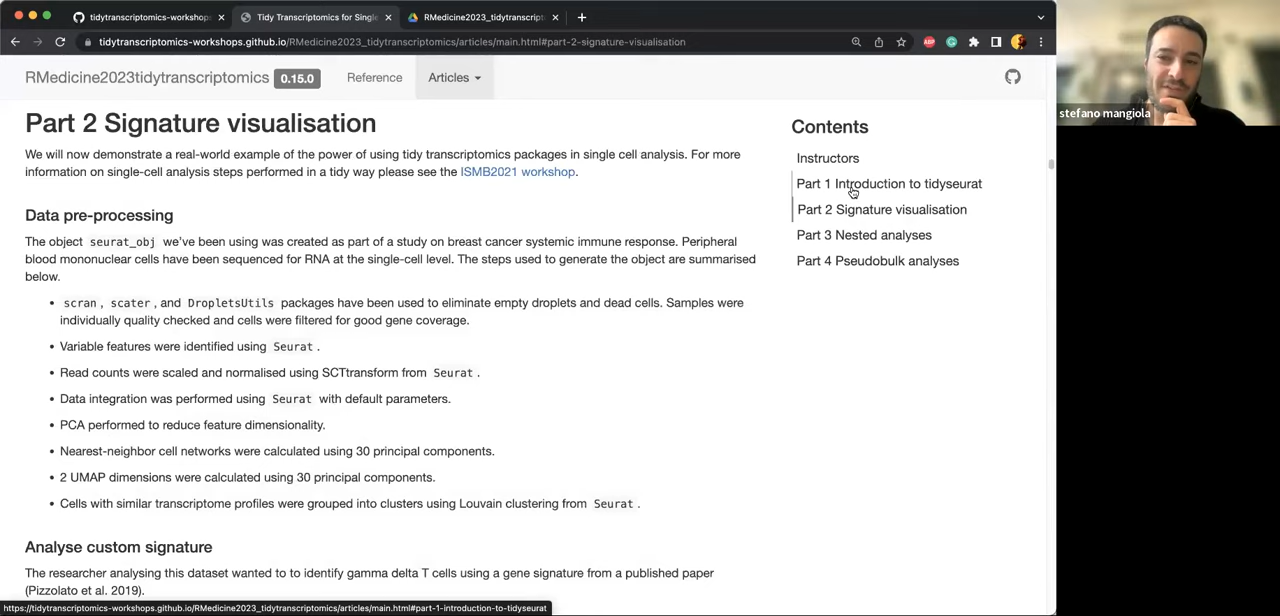 tidytranscriptomics-workshops
Tidy Transcriptomics for Single
RMedicine2023_tidytranscript
tidytranscriptomics-workshops.github.io/RMedicine2023_tidytranscriptomics/articles/main.html#part-2-signature-visualisation
ABP
RMedicine2023tidytranscriptomics 0.15.0 Reference Articles
stefano mangiola
Part 2 Signature visualisation
We will now demonstrate a real-world example of the power of using tidy transcriptomics packages in single cell analysis. For more
information on single-cell analysis steps performed in a tidy way please see the ISMB2021 workshop.
Data pre-processing
The object seurat_obj we've been using was created as part of a study on breast cancer systemic immune response. Peripheral
blood mononuclear cells have been sequenced for RNA at the single-cell level. The steps used to generate the object are summarised
below.
• scran, scater, and DropletsUtils packages have been used to eliminate empty droplets and dead cells. Samples were
individually quality checked and cells were filtered for good gene coverage.
• Variable features were identified using Seurat.
• Read counts were scaled and normalised using SCTtransform from Seurat.
• Data integration was performed using Seurat with default parameters.
• PCA performed to reduce feature dimensionality.
• Nearest-neighbor cell networks were calculated using 30 principal components.
• 2 UMAP dimensions were calculated using 30 principal components.
• Cells with similar transcriptome profiles were grouped into clusters using Louvain clustering from Seurat.
Analyse custom signature
The researcher analysing this dataset wanted to to identify gamma delta T cells using a gene signature from a published paper
(Pizzolato et al. 2019).
Contents
Instructors
Part 1 Introduction to tidyseurat
Part 2 Signature visualisation
Part 3 Nested analyses
Part 4 Pseudobulk analyses
https://tidytranscriptomics-workshops.github.io/RMedicine2023_tidytranscriptomics/articles/main.html#part-1-introduction-to-tidyseurat